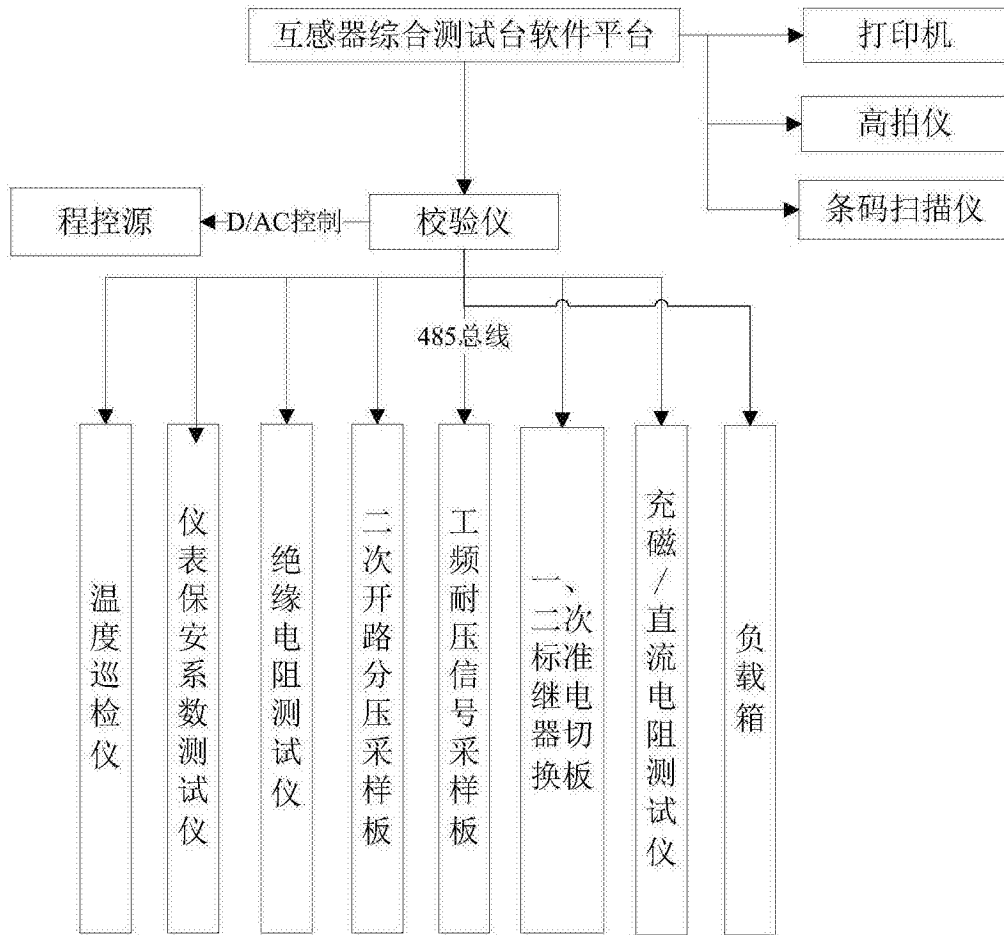 互感器综合测试台软件平台
打印机
高拍仪
条码扫描仪
程控源
D/AC控制
校验仪
485总线
温度巡检仪
仪表保安系数测试仪
绝缘电阻测试仪
二次开路分压采样板
工频耐压信号采样板
一、
二次
标准
继电
器切
换板
充磁/直流电阻测试仪
负载箱